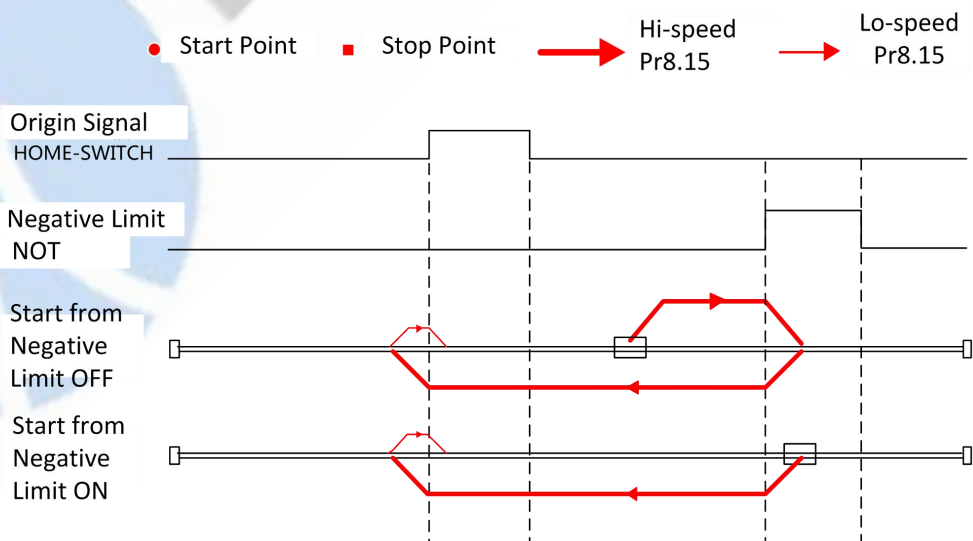 Start Point
Stop Point
Hi-speed
Pr8.15
Lo-speed
Pr8.15
Origin Signal
HOME-SWITCH
Negative Limit
NOT
Start from
Negative
Limit OFF
Start from
Negative
Limit ON